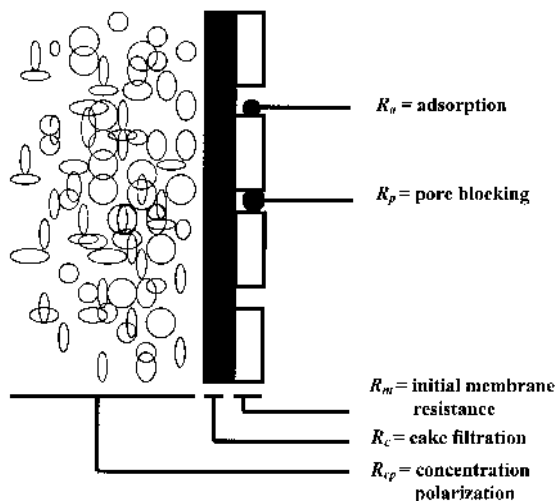 Ra = adsorption
Rp = pore blocking
Rm = initial membrane
resistance
Rc = cake filtration
Rcp = concentration
polarization